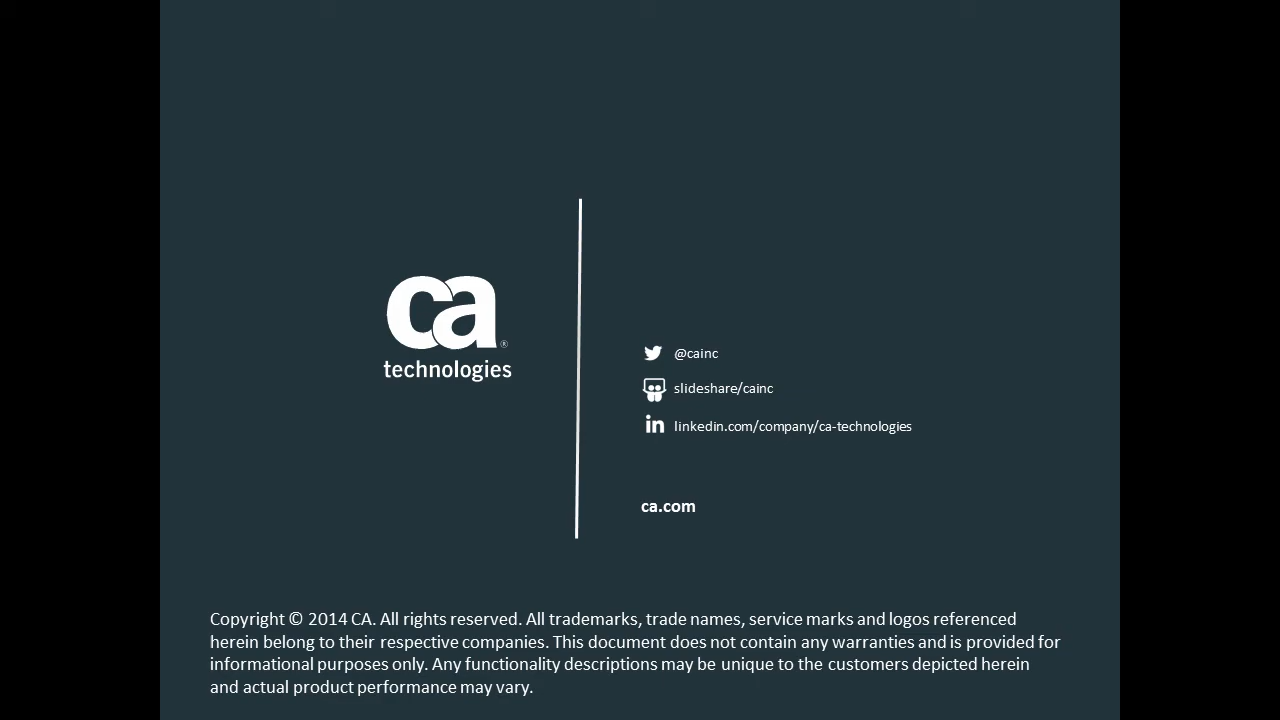 ca®
technologies
@cainc
slideshare/cainc
linkedin.com/company/ca-technologies
ca.com
Copyright © 2014 CA. All rights reserved. All trademarks, trade names, service marks and logos referenced
herein belong to their respective companies. This document does not contain any warranties and is provided for
informational purposes only. Any functionality descriptions may be unique to the customers depicted herein
and actual product performance may vary.